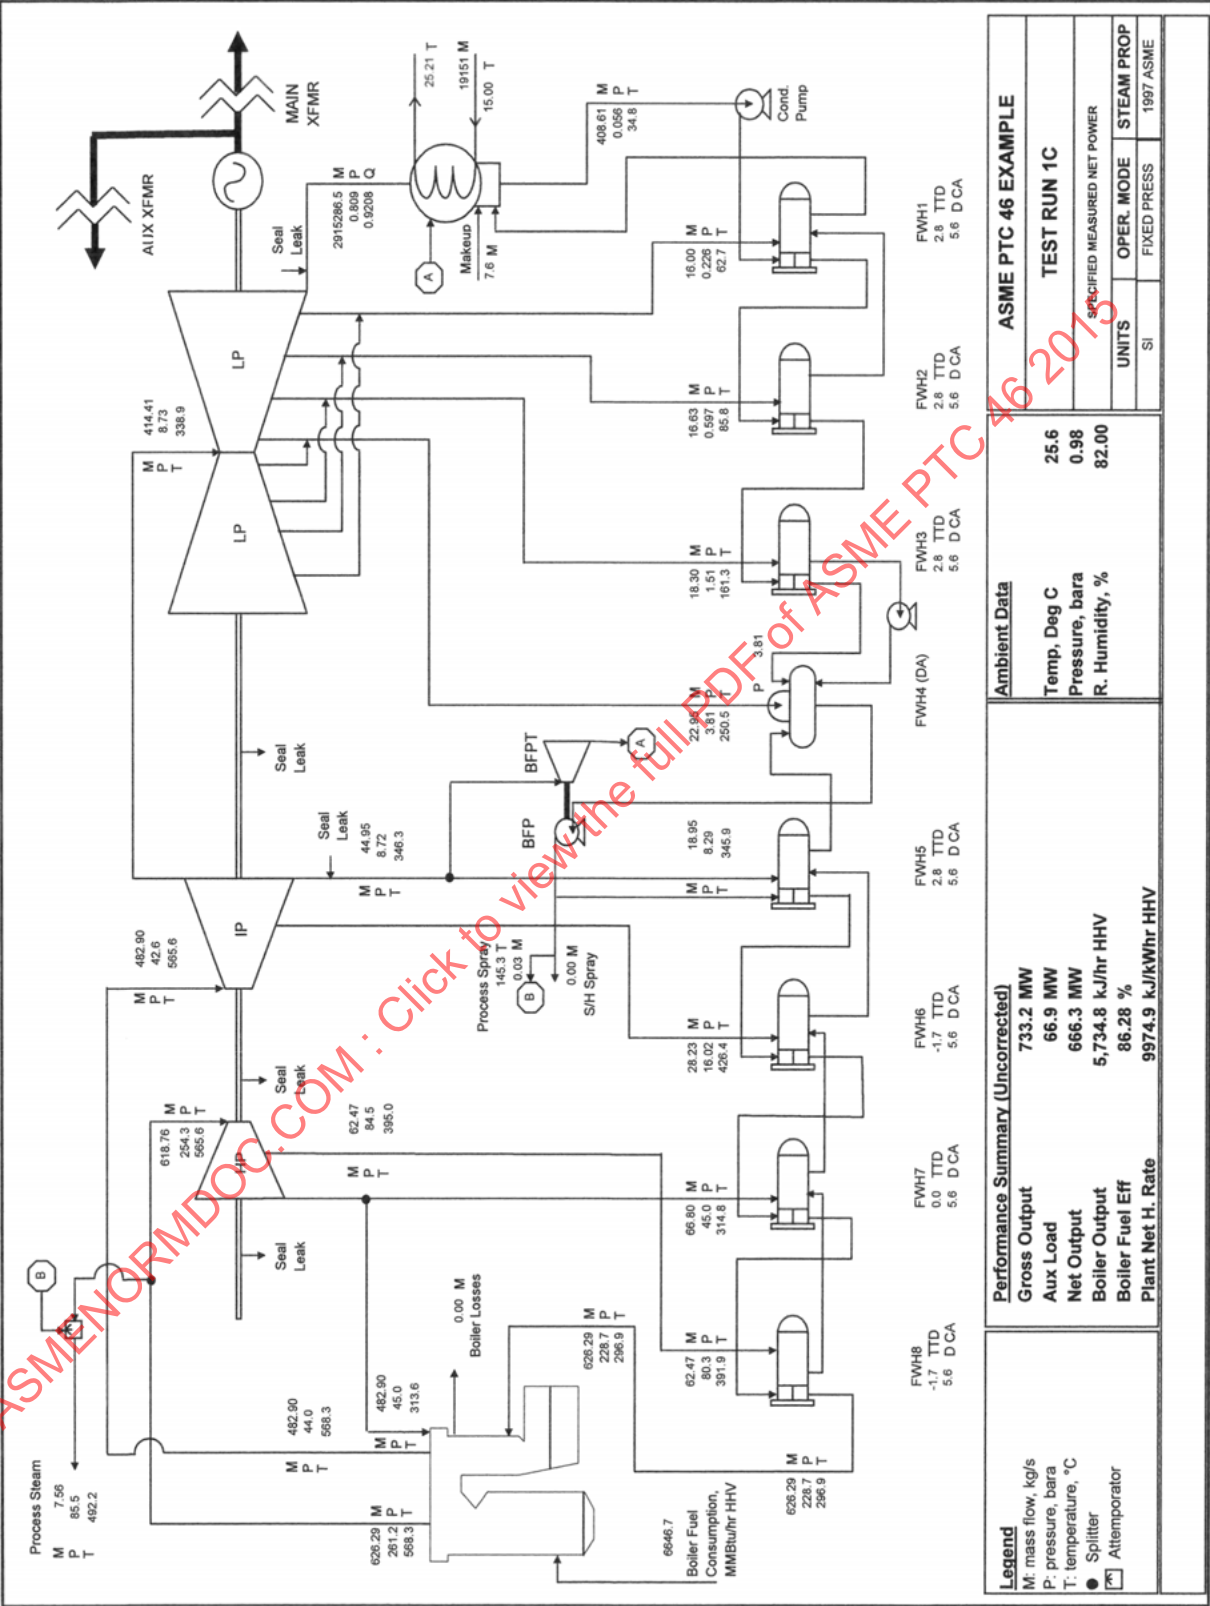 AUX XFMR
MAIN
XFMR
25.21 T
19151 M
15.00 T
408.61 M
0.056 P
34.8 T
Cond.
Pump
2915286.5 M
0.809 P
0.9208 Q
Seal
Leak
A
Makeup
7.6 M
LP
LP
414.41 M
8.73 P
338.9 T
16.00 M
0.226 P
62.7 T
FWH1
2.8 TTD
5.6 D CA
16.63 M
0.597 P
85.8 T
FWH2
2.8 TTD
5.6 D CA
18.30 M
1.51 P
161.3 T
FWH3
2.8 TTD
5.6 D CA
3.81
P
22.95 M
3.81 P
250.5 T
FWH4 (DA)
Seal
Leak
BFPT
A
BFP
Seal
Leak
44.95 M
8.72 P
346.3 T
18.95 M
8.29 P
345.9 T
FWH5
2.8 TTD
5.6 D CA
IP
482.90 M
42.6 P
565.6 T
Process Spray
145.3 T
0.03 M
B
0.00 M
S/H Spray
28.23 M
16.02 P
426.4 T
FWH6
-1.7 TTD
5.6 D CA
Seal
Leak
618.76 M
254.3 P
565.6 T
HP
62.47 M
84.5 P
395.0 T
66.80 M
45.0 P
314.8 T
FWH7
0.0 TTD
5.6 D CA
Seal
Leak
B
0.00 M
Boiler Losses
626.29 M
228.7 P
296.9 T
62.47 M
80.3 P
391.9 T
FWH8
-1.7 TTD
5.6 D CA
482.90 M
44.0 P
568.3 T
482.90 M
45.0 P
313.6 T
Process Steam
M 7.56
P 85.5
T 492.2
626.29 M
261.2 P
568.3 T
6646.7
Boiler Fuel
Consumption,
MMBtu/hr HHV
626.29 M
228.7 P
296.9 T
Legend
M: mass flow, kg/s
P: pressure, bara
T: temperature, °C
Splitter
Attemporator
Performance Summary (Uncorrected)
Gross Output 733.2 MW
Aux Load 66.9 MW
Net Output 666.3 MW
Boiler Output 5,734.8 kJ/hr HHV
Boiler Fuel Eff 86.28 %
Plant Net H. Rate 9974.9 kJ/kWhr HHV
Ambient Data
Temp, Deg C 25.6
Pressure, bara 0.98
R. Humidity, % 82.00
ASME PTC 46 EXAMPLE
TEST RUN 1C
SPECIFIED MEASURED NET POWER
UNITS OPER. MODE STEAM PROP
SI FIXED PRESS 1997 ASME
ASMENORMDOC.COM : Click to view the full PDF of ASME PTC 46 2015